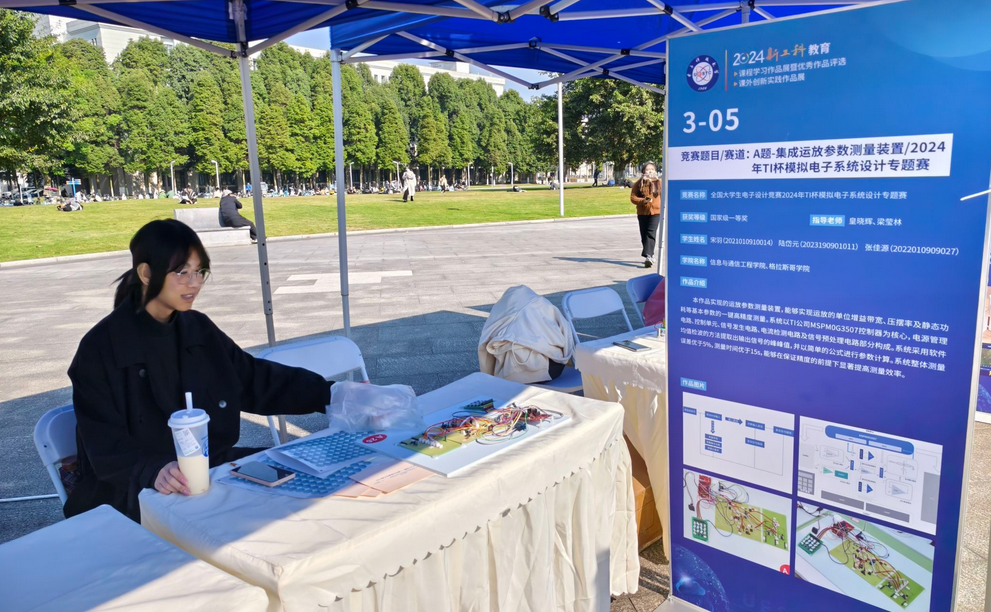 2024新工科教育
课程学习作品展暨优秀作品评选
课外创新实践作品展
3-05
竞赛题目/赛道：A题-集成运放参数测量装置/2024
年TI杯模拟电子系统设计专题赛
竞赛名称 全国大学生电子设计竞赛2024年TI杯模拟电子系统设计专题赛
获奖等级 国家级一等奖 指导老师 皇晓辉、梁莹林
学生姓名 宋羽(2021010910014) 陆岱元(2023190901011) 张佳源(2022010909027)
学院名称 信息与通信工程学院、格拉斯哥学院
作品介绍
本作品实现的运放参数测量装置，能够实现运放的单位增益带宽、压摆率及静态功
耗等基本参数的一键高精度测量。系统以TI公司MSPM0G3507控制器为核心，电源管理
电路、控制单元、信号发生电路、电流检测电路及信号预处理电路部分构成。系统采用软件
均值检波的方法提取出输出信号的峰峰值，并以简单的公式进行参数计算。系统整体测量
误差优于5%，测量时间优于15s，能够在保证精度的前提下显著提高测量效率。
作品图片